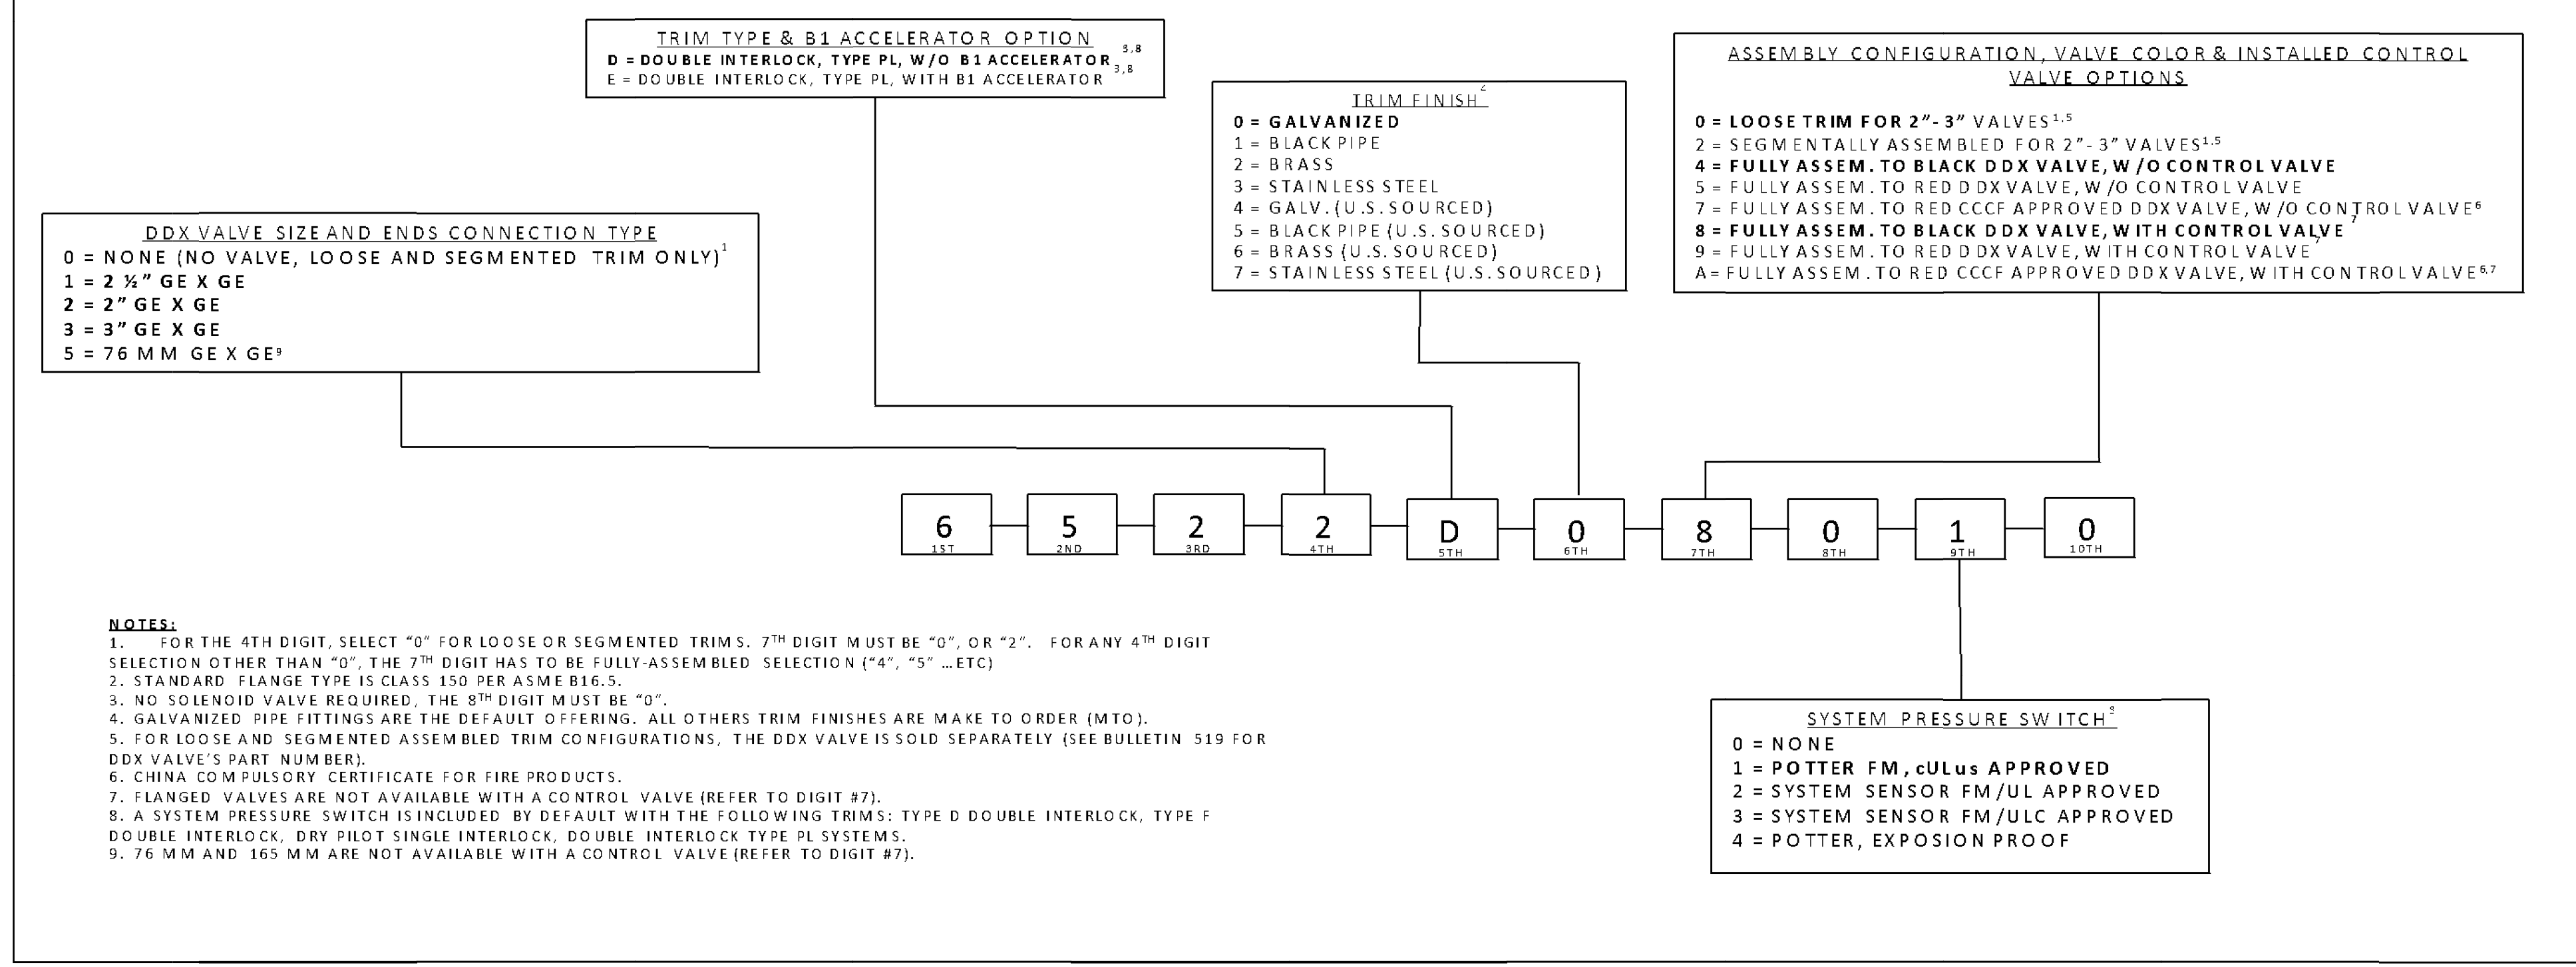 TRIM TYPE & B1 ACCELERATOR OPTION
D = DOUBLE INTERLOCK, TYPE PL, W/O B1 ACCELERATOR 3,8
E = DOUBLE INTERLOCK, TYPE PL, WITH B1 ACCELERATOR 3,8
TRIM FINISH 4
0 = GALVANIZED
1 = BLACK PIPE
2 = BRASS
3 = STAINLESS STEEL
4 = GALV. (U.S. SOURCED)
5 = BLACK PIPE (U.S. SOURCED)
6 = BRASS (U.S. SOURCED)
7 = STAINLESS STEEL (U.S. SOURCED)
ASSEMBLY CONFIGURATION, VALVE COLOR & INSTALLED CONTROL
VALVE OPTIONS
0 = LOOSE TRIM FOR 2"- 3" VALVES 1,5
2 = SEGMENTALLY ASSEMBLED FOR 2"- 3" VALVES 1,5
4 = FULLY ASSEM. TO BLACK DDX VALVE, W/O CONTROL VALVE
5 = FULLY ASSEM. TO RED DDX VALVE, W/O CONTROL VALVE
7 = FULLY ASSEM. TO RED CCCF APPROVED DDX VALVE, W/O CONTROL VALVE 6
8 = FULLY ASSEM. TO BLACK DDX VALVE, WITH CONTROL VALVE 7
9 = FULLY ASSEM. TO RED DDX VALVE, WITH CONTROL VALVE 7
A = FULLY ASSEM. TO RED CCCF APPROVED DDX VALVE, WITH CONTROL VALVE 6,7
DDX VALVE SIZE AND ENDS CONNECTION TYPE
0 = NONE (NO VALVE, LOOSE AND SEGMENTED TRIM ONLY) 1
1 = 2 ½" GE X GE
2 = 2" GE X GE
3 = 3" GE X GE
5 = 76 MM GE X GE 9
6 5 2 2 D 0 8 0 1 0
1ST 2ND 3RD 4TH 5TH 6TH 7TH 8TH 9TH 10TH
NOTES:
1. FOR THE 4TH DIGIT, SELECT "0" FOR LOOSE OR SEGMENTED TRIMS. 7TH DIGIT MUST BE "0", OR "2". FOR ANY 4TH DIGIT
SELECTION OTHER THAN "0", THE 7TH DIGIT HAS TO BE FULLY-ASSEMBLED SELECTION ("4", "5" ...ETC)
2. STANDARD FLANGE TYPE IS CLASS 150 PER ASME B16.5.
3. NO SOLENOID VALVE REQUIRED, THE 8TH DIGIT MUST BE "0".
4. GALVANIZED PIPE FITTINGS ARE THE DEFAULT OFFERING. ALL OTHERS TRIM FINISHES ARE MAKE TO ORDER (MTO).
5. FOR LOOSE AND SEGMENTED ASSEMBLED TRIM CONFIGURATIONS, THE DDX VALVE IS SOLD SEPARATELY (SEE BULLETIN 519 FOR
DDX VALVE'S PART NUMBER).
6. CHINA COMPULSORY CERTIFICATE FOR FIRE PRODUCTS.
7. FLANGED VALVES ARE NOT AVAILABLE WITH A CONTROL VALVE (REFER TO DIGIT #7).
8. A SYSTEM PRESSURE SWITCH IS INCLUDED BY DEFAULT WITH THE FOLLOWING TRIMS: TYPE D DOUBLE INTERLOCK, TYPE F
DOUBLE INTERLOCK, DRY PILOT SINGLE INTERLOCK, DOUBLE INTERLOCK TYPE PL SYSTEMS.
9. 76 MM AND 165 MM ARE NOT AVAILABLE WITH A CONTROL VALVE (REFER TO DIGIT #7).
SYSTEM PRESSURE SWITCH 8
0 = NONE
1 = POTTER FM, cULus APPROVED
2 = SYSTEM SENSOR FM/UL APPROVED
3 = SYSTEM SENSOR FM/ULC APPROVED
4 = POTTER, EXPOSION PROOF